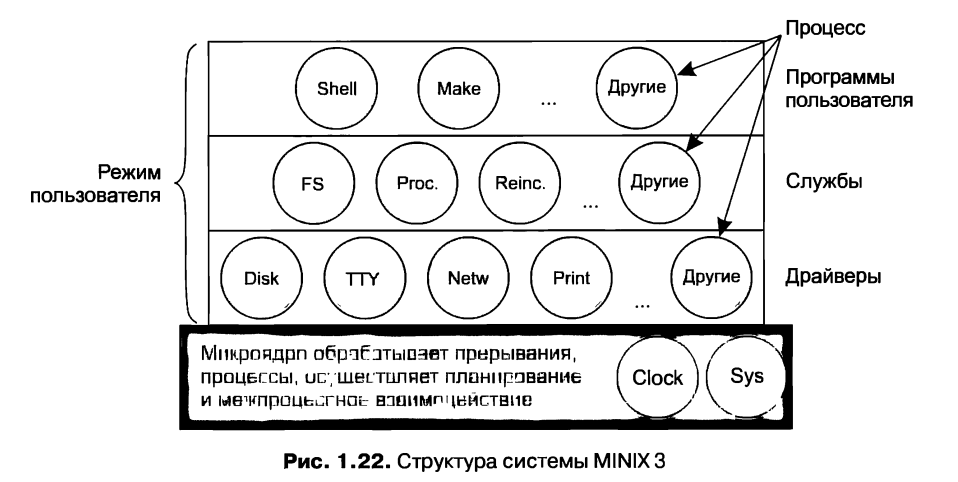 Процесс
Shell
Make
...
Другие
Программы
пользователя
Режим
пользователя
FS
Proc.
Reinc.
...
Другие
Службы
Disk
TTY
Netw
Print
...
Другие
Драйверы
Микроядро обрабатывает прерывания,
процессы, осуществляет планирование
и межпроцессное взаимодействие
Clock
Sys
Рис. 1.22. Структура системы MINIX 3